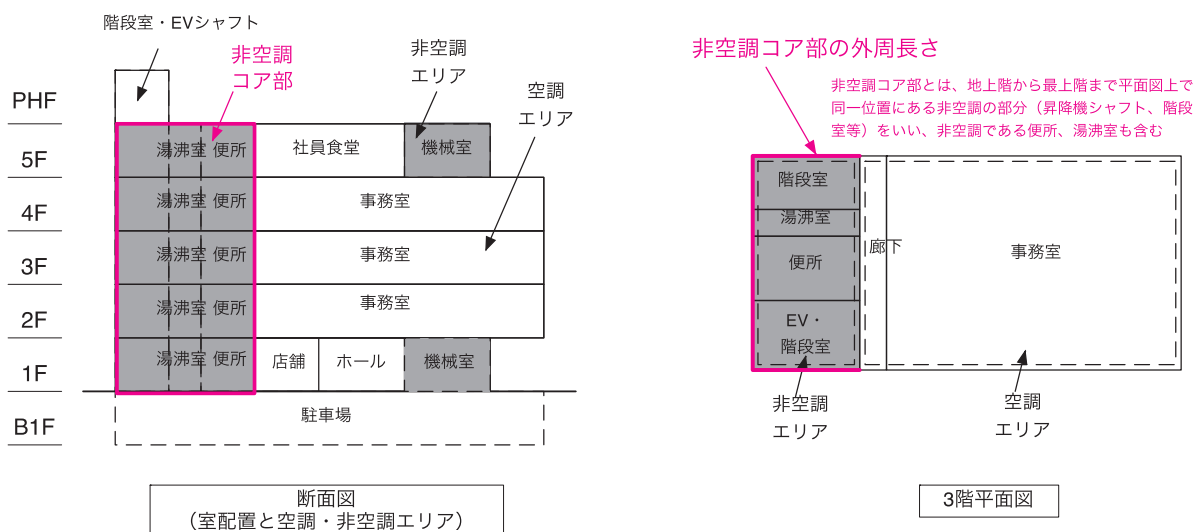 階段室・EVシャフト
非空調
コア部
非空調
エリア
空調
エリア
PHF
5F
4F
3F
2F
1F
B1F
湯沸室 便所
社員食堂
機械室
湯沸室 便所
事務室
湯沸室 便所
事務室
湯沸室 便所
事務室
湯沸室 便所
店舗
ホール
機械室
駐車場
断面図
（室配置と空調・非空調エリア）
非空調コア部の外周長さ
非空調コア部とは、地上階から最上階まで平面図上で
同一位置にある非空調の部分（昇降機シャフト、階段
室等）をいい、非空調である便所、湯沸室も含む
階段室
湯沸室
便所
EV・
階段室
廊下
事務室
非空調
エリア
空調
エリア
3階平面図